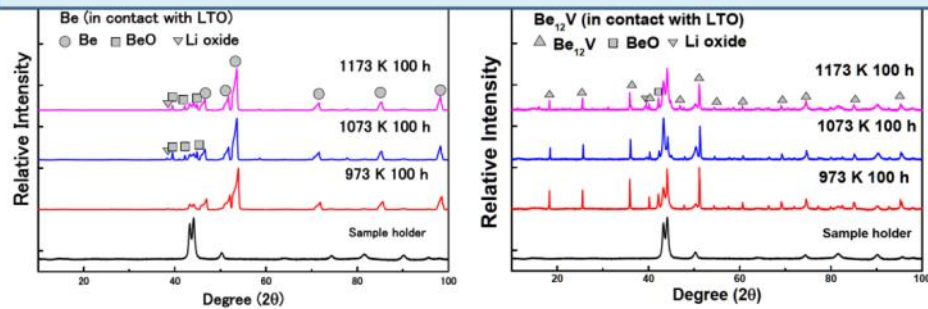 Be (in contact with LTO)
Be BeO Li oxide
1173 K 100 h
1073 K 100 h
973 K 100 h
Sample holder
Relative Intensity
20 40 60 80 100
Degree (2θ)
Be₁₂V (in contact with LTO)
Be₁₂V BeO Li oxide
1173 K 100 h
1073 K 100 h
973 K 100 h
Sample holder
Relative Intensity
20 40 60 80 100
Degree (2θ)